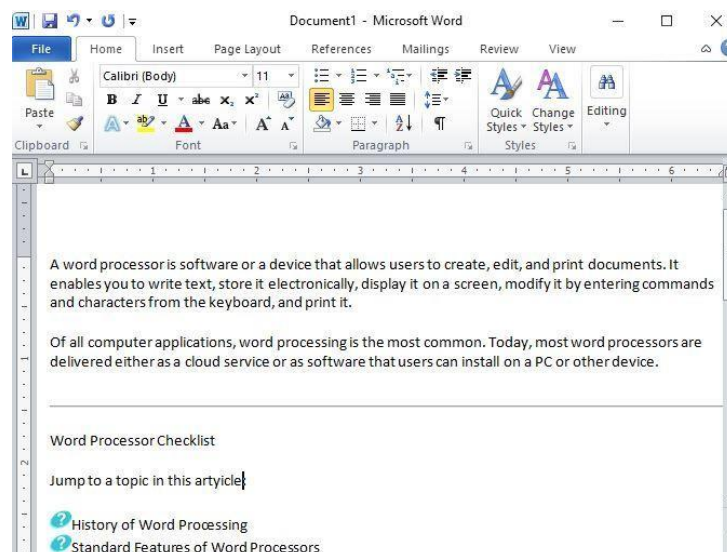 Document1 - Microsoft Word
File Home Insert Page Layout References Mailings Review View
Calibri (Body) 11
Paste
B I U abc X₂ X²
A ab A Aa A A
Quick Styles
Change Styles
Editing
Clipboard Font Paragraph Styles
1 2 3 4 5 6
A word processor is software or a device that allows users to create, edit, and print documents. It
enables you to write text, store it electronically, display it on a screen, modify it by entering commands
and characters from the keyboard, and print it.
Of all computer applications, word processing is the most common. Today, most word processors are
delivered either as a cloud service or as software that users can install on a PC or other device.
Word Processor Checklist
Jump to a topic in this artyicle:
History of Word Processing
Standard Features of Word Processors